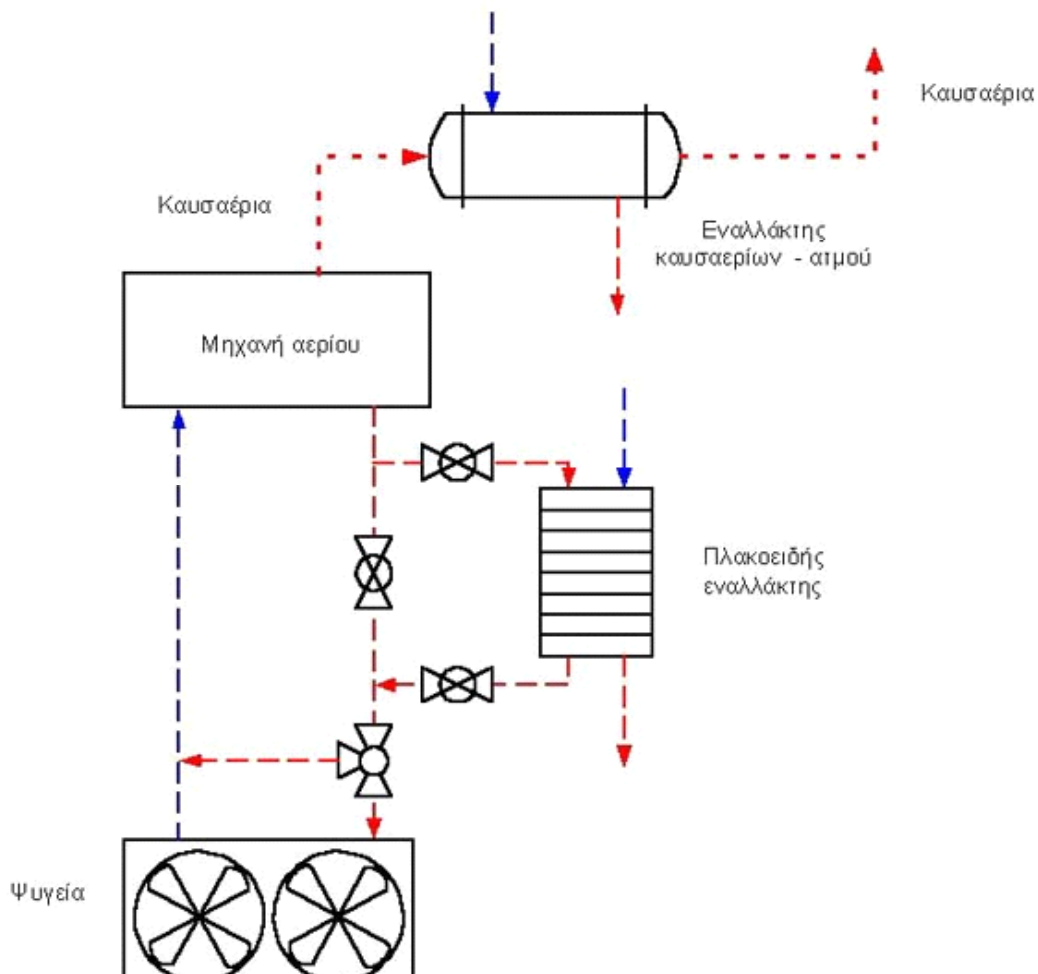 Καυσαέρια
Καυσαέρια
Εναλλάκτης
καυσαερίων - ατμού
Μηχανή αερίου
Πλακοειδής
εναλλάκτης
Ψυγεία